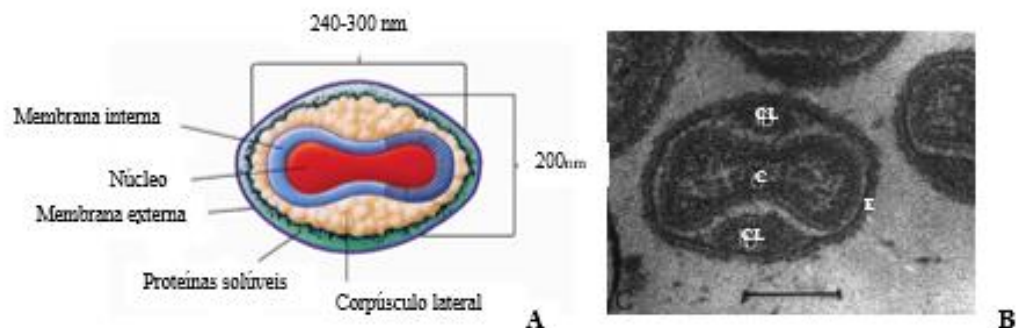 240-300 nm
Membrana interna
Núcleo
Membrana externa
Proteínas solúveis
Corpúsculo lateral
200nm
A
CL
C
E
CL
C
B